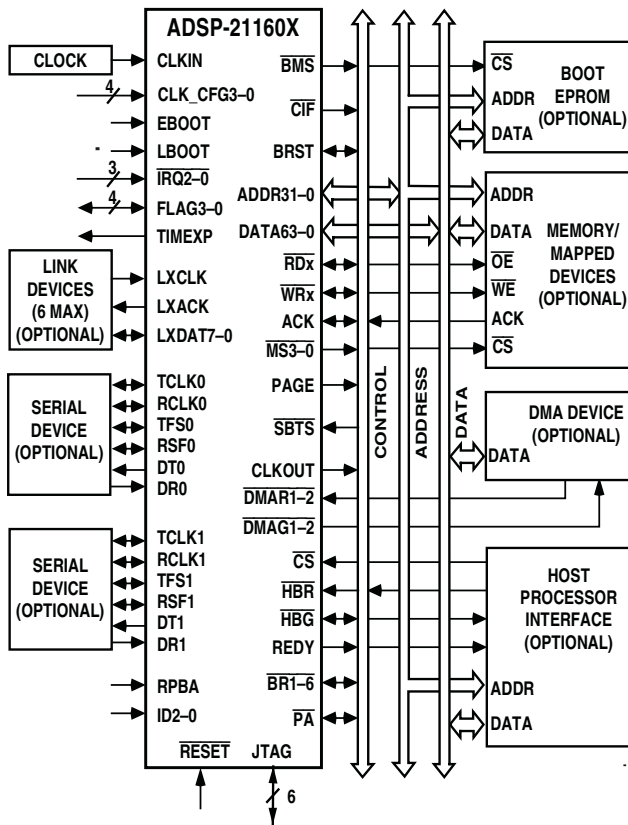 ADSP-21160X
CLOCK
CLKIN
4
CLK_CFG3–0
EBOOT
LBOOT
3
IRQ2–0
4
FLAG3–0
TIMEXP
LINK
DEVICES
(6 MAX)
(OPTIONAL)
LXCLK
LXACK
LXDAT7–0
SERIAL
DEVICE
(OPTIONAL)
TCLK0
RCLK0
TFS0
RSF0
DT0
DR0
SERIAL
DEVICE
(OPTIONAL)
TCLK1
RCLK1
TFS1
RSF1
DT1
DR1
RPBA
ID2–0
RESET
JTAG
6
BMS
CIF
BRST
ADDR31–0
DATA63–0
RDx
WRx
ACK
MS3–0
PAGE
SBTS
CLKOUT
DMAR1–2
DMAG1–2
CS
HBR
HBG
REDY
BR1–6
PA
CONTROL
ADDRESS
DATA
CS
ADDR
DATA
BOOT
EPROM
(OPTIONAL)
ADDR
DATA
OE
WE
ACK
CS
MEMORY/
MAPPED
DEVICES
(OPTIONAL)
DMA DEVICE
(OPTIONAL)
DATA
HOST
PROCESSOR
INTERFACE
(OPTIONAL)
ADDR
DATA